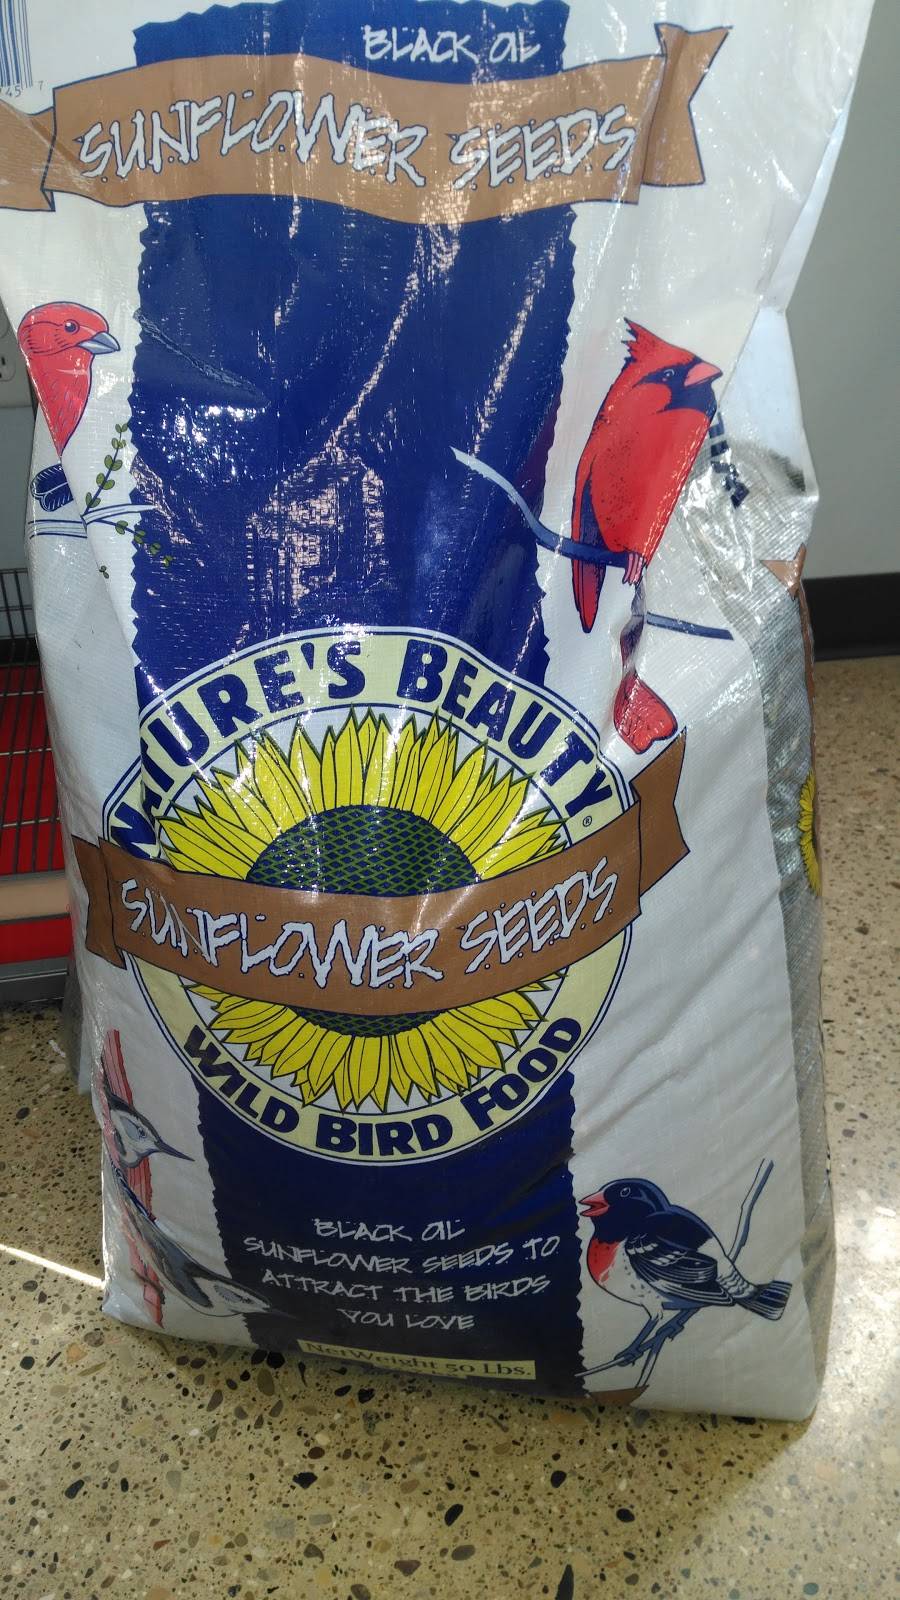 BLACK OIL
SUNFLOWER SEEDS
NATURE'S BEAUTY®
SUNFLOWER SEEDS
WILD BIRD FOOD
BLACK OIL
SUNFLOWER SEEDS TO
ATTRACT THE BIRDS
YOU LOVE
Net Weight 50 Lbs.